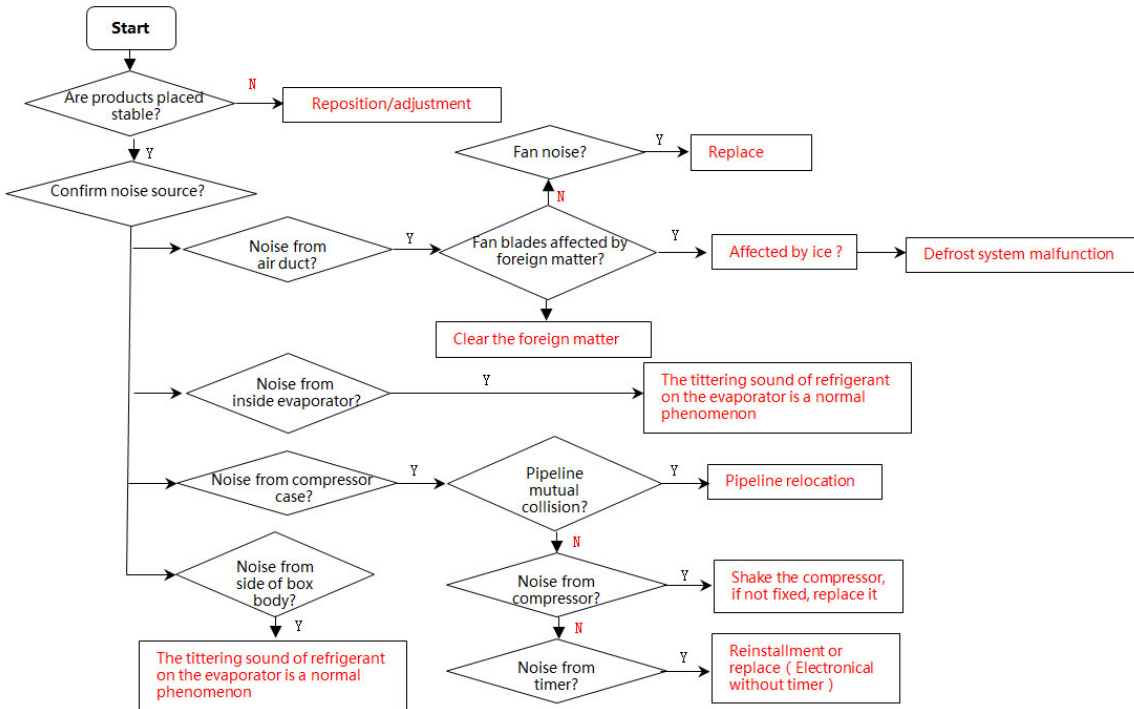 Start
Are products placed
stable?
N
Reposition/adjustment
Y
Confirm noise source?
Fan noise?
Y
Replace
N
Noise from
air duct?
Y
Fan blades affected by
foreign matter?
Y
Affected by ice ?
Defrost system malfunction
Clear the foreign matter
Noise from
inside evaporator?
Y
The tittering sound of refrigerant
on the evaporator is a normal
phenomenon
Noise from compressor
case?
Y
Pipeline
mutual
collision?
Y
Pipeline relocation
N
Noise from
side of box
body?
Y
The tittering sound of refrigerant
on the evaporator is a normal
phenomenon
Noise from
compressor?
Y
Shake the compressor,
if not fixed, replace it
N
Noise from
timer?
Y
Reinstallment or
replace ( Electronical
without timer )